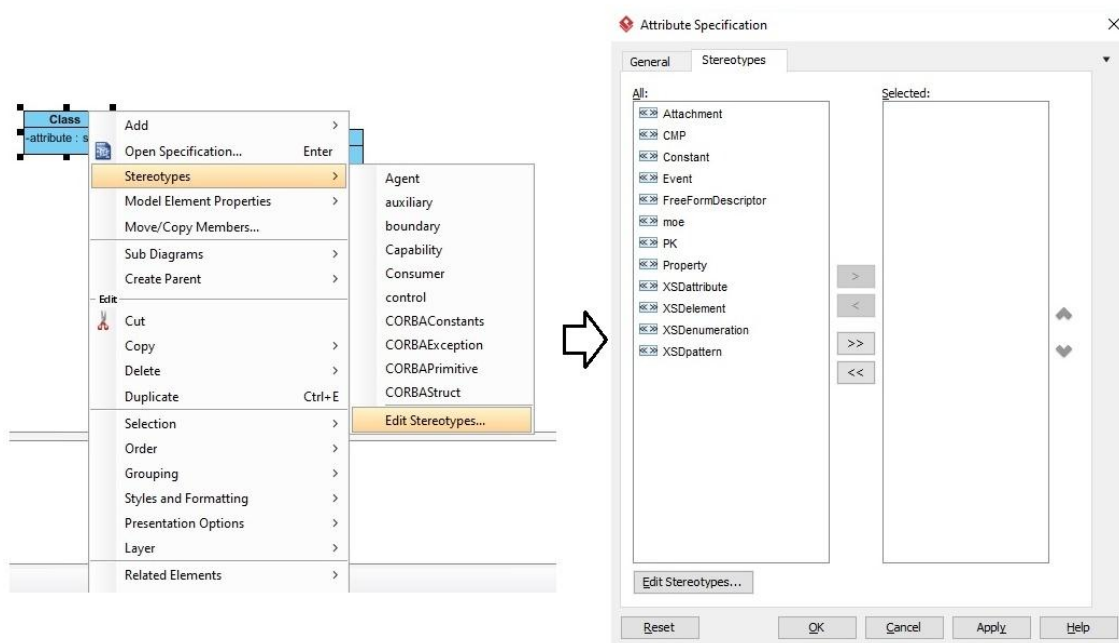 Class
-attribute : s
Add
Open Specification... Enter
Stereotypes
Model Element Properties
Move/Copy Members...
Sub Diagrams
Create Parent
Edit
Cut
Copy
Delete
Duplicate Ctrl+E
Selection
Order
Grouping
Styles and Formatting
Presentation Options
Layer
Related Elements
Agent
auxiliary
boundary
Capability
Consumer
control
CORBAConstants
CORBAException
CORBAPrimitive
CORBAStruct
Edit Stereotypes...
Attribute Specification
General Stereotypes
All: Selected:
«» Attachment
«» CMP
«» Constant
«» Event
«» FreeFormDescriptor
«» moe
«» PK
«» Property
«» XSDattribute
«» XSDelement
«» XSDenumeration
«» XSDpattern
>
<
>>
<<
Edit Stereotypes...
Reset OK Cancel Apply Help